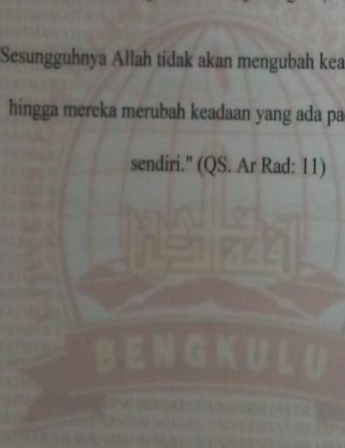 Sesungguhnya Allah tidak akan mengubah kea
hingga mereka merubah keadaan yang ada pa
sendiri." (QS. Ar Rad: 11)
BENGKULU